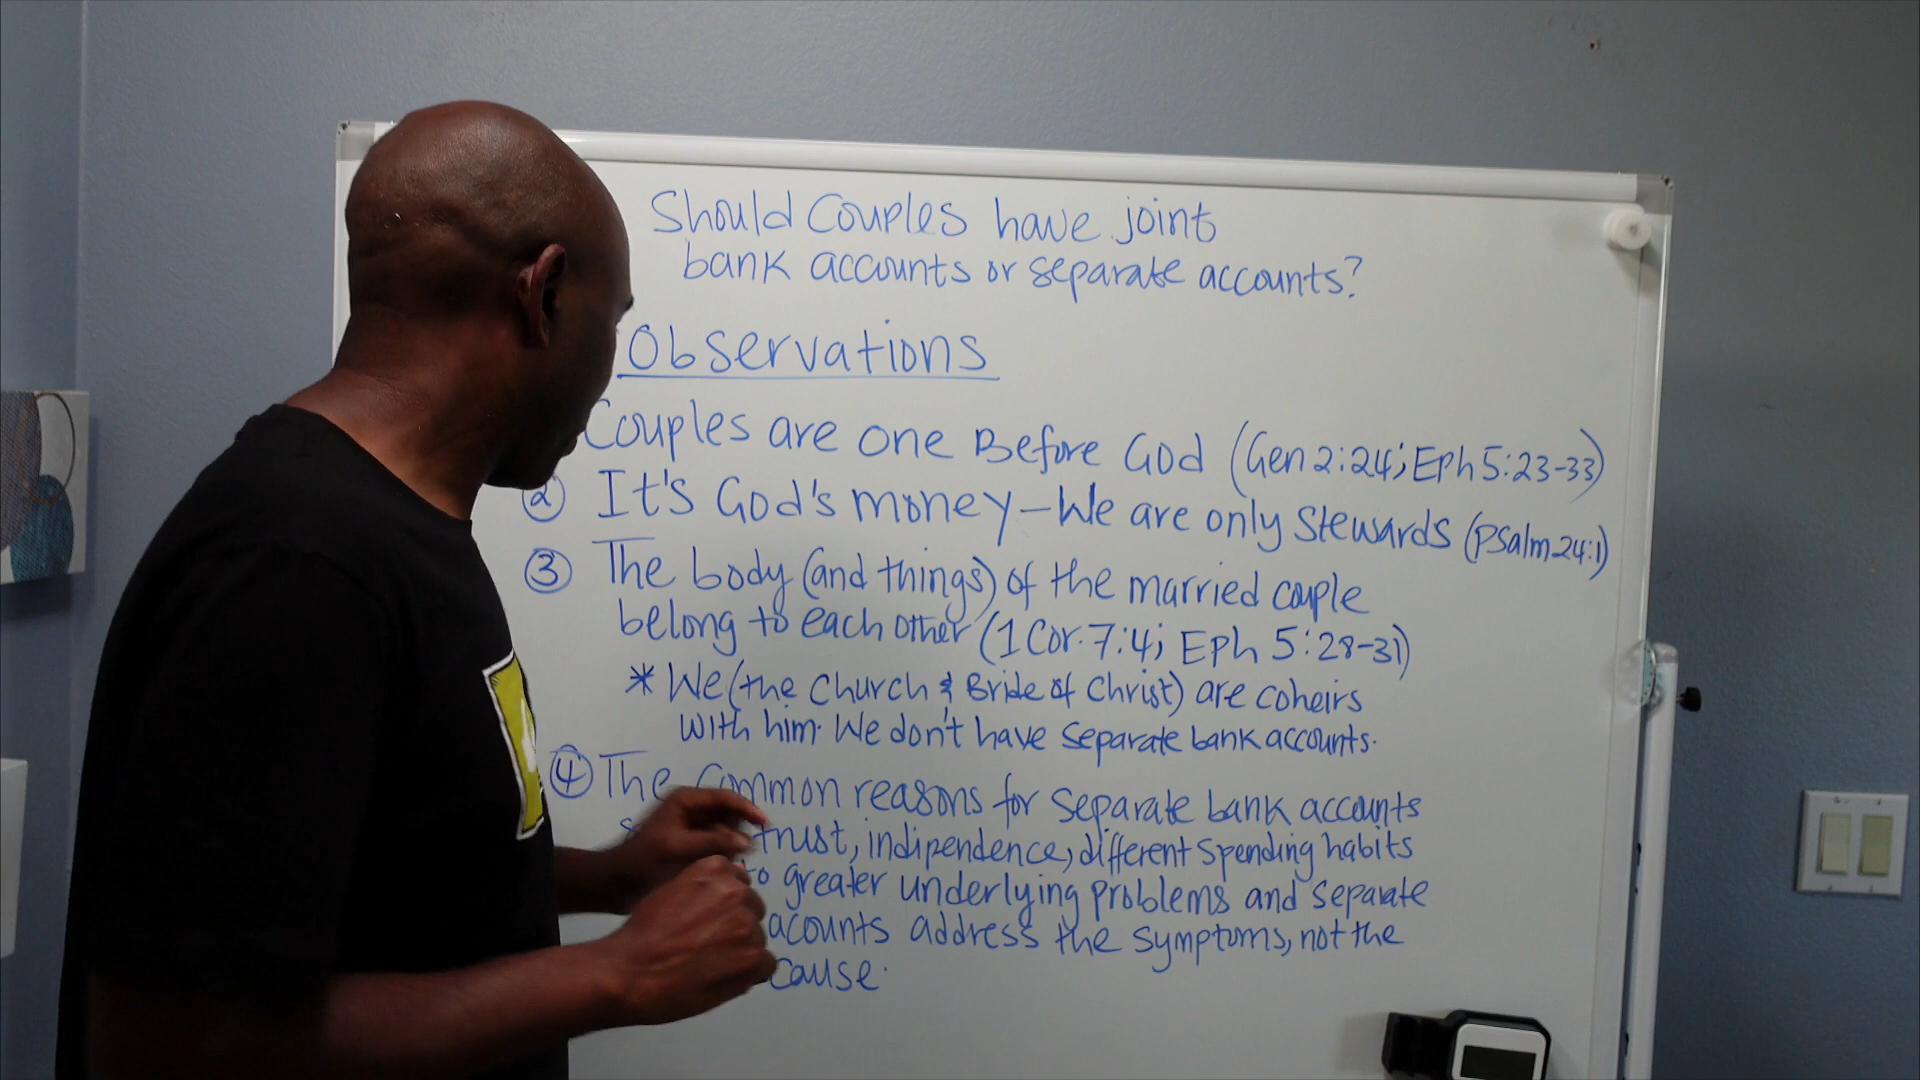 Should Couples have joint
bank accounts or separate accounts?
Observations
Couples are one Before God (Gen 2:24; Eph 5:23-33)
② It's God's money - We are only Stewards (Psalm 24:1)
③ The body (and things) of the married couple
belong to each other (1 Cor. 7:4; Eph 5:28-31)
* We (the Church & Bride of Christ) are coheirs
with him. We don't have separate bank accounts.
④ The Common reasons for separate bank accounts
trust, indipendence, different spending habits
to greater underlying problems and separate
acounts address the symptoms, not the
cause.